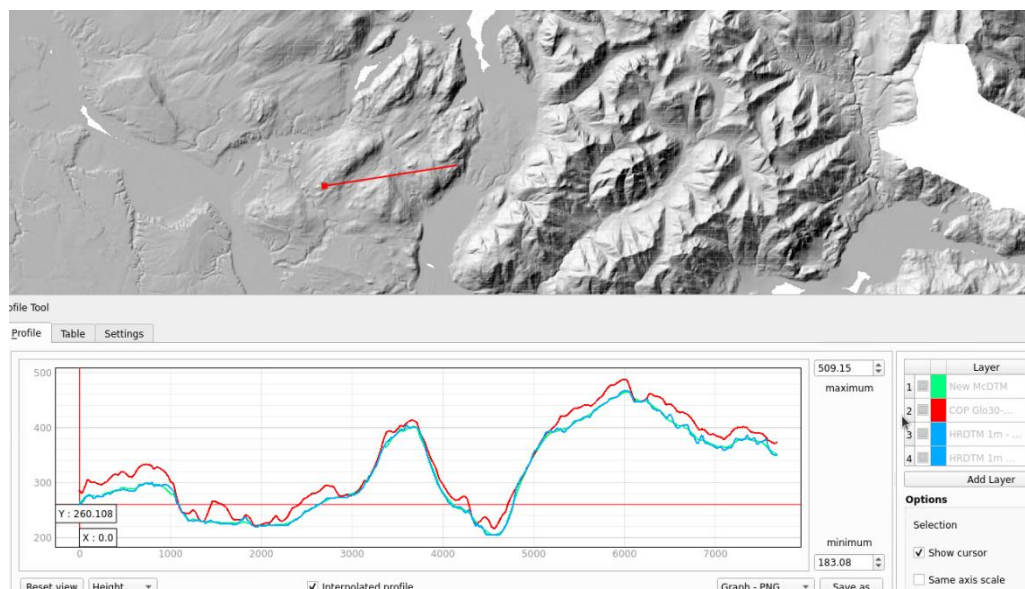 ofile Tool
Profile
Table
Settings
500
400
300
200
Y : 260.108
X : 0.0
0
1000
2000
3000
4000
5000
6000
7000
509.15
maximum
minimum
183.08
Layer
1 New McDTM
2 COP Glo30-...
3 HRDTM 1m - ...
4 HRDTM 1m ...
Add Layer
Options
Selection
Show cursor
Same axis scale
Reset view
Height
Interpolated profile
Graph - PNG
Save as